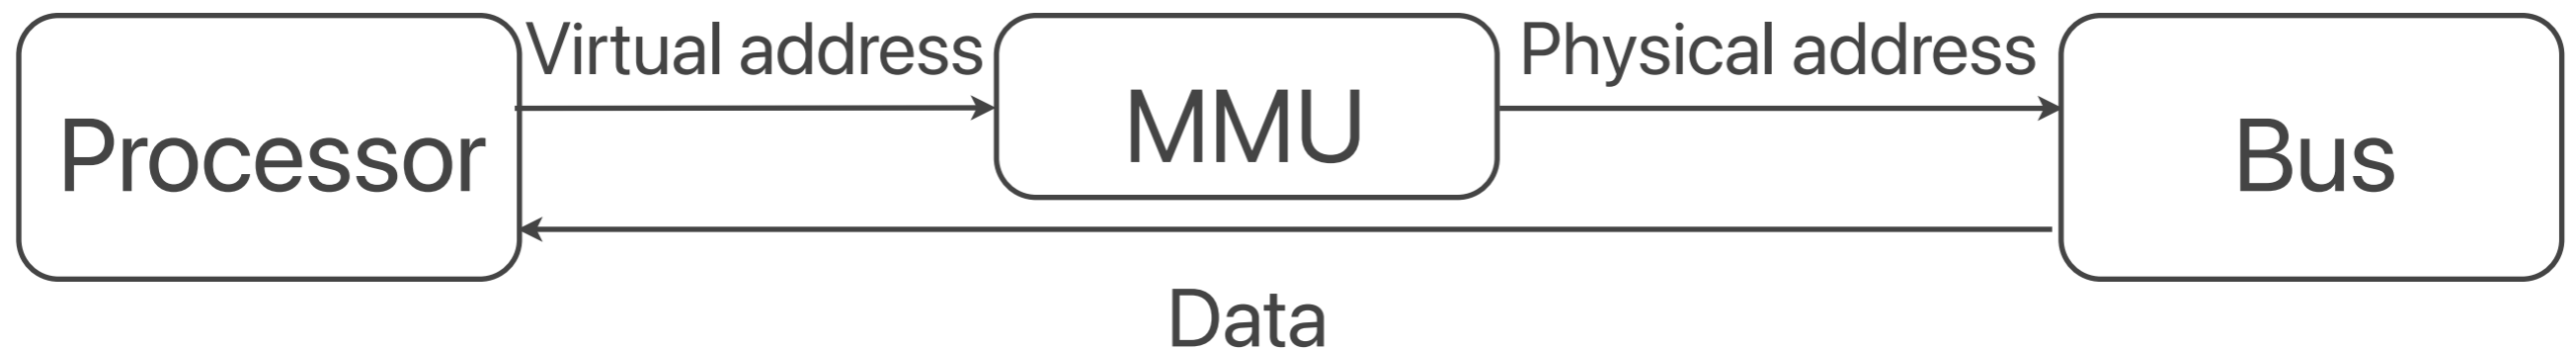 Virtual address
Physical address
Processor
MMU
Bus
Data